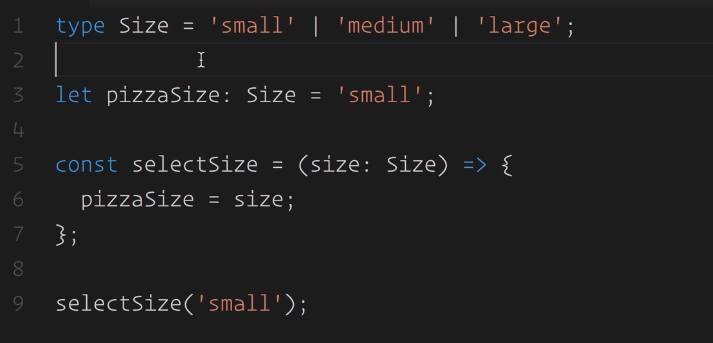 1 type Size = 'small' | 'medium' | 'large';
2
3 let pizzaSize: Size = 'small';
4
5 const selectSize = (size: Size) => {
6   pizzaSize = size;
7 };
8
9 selectSize('small');